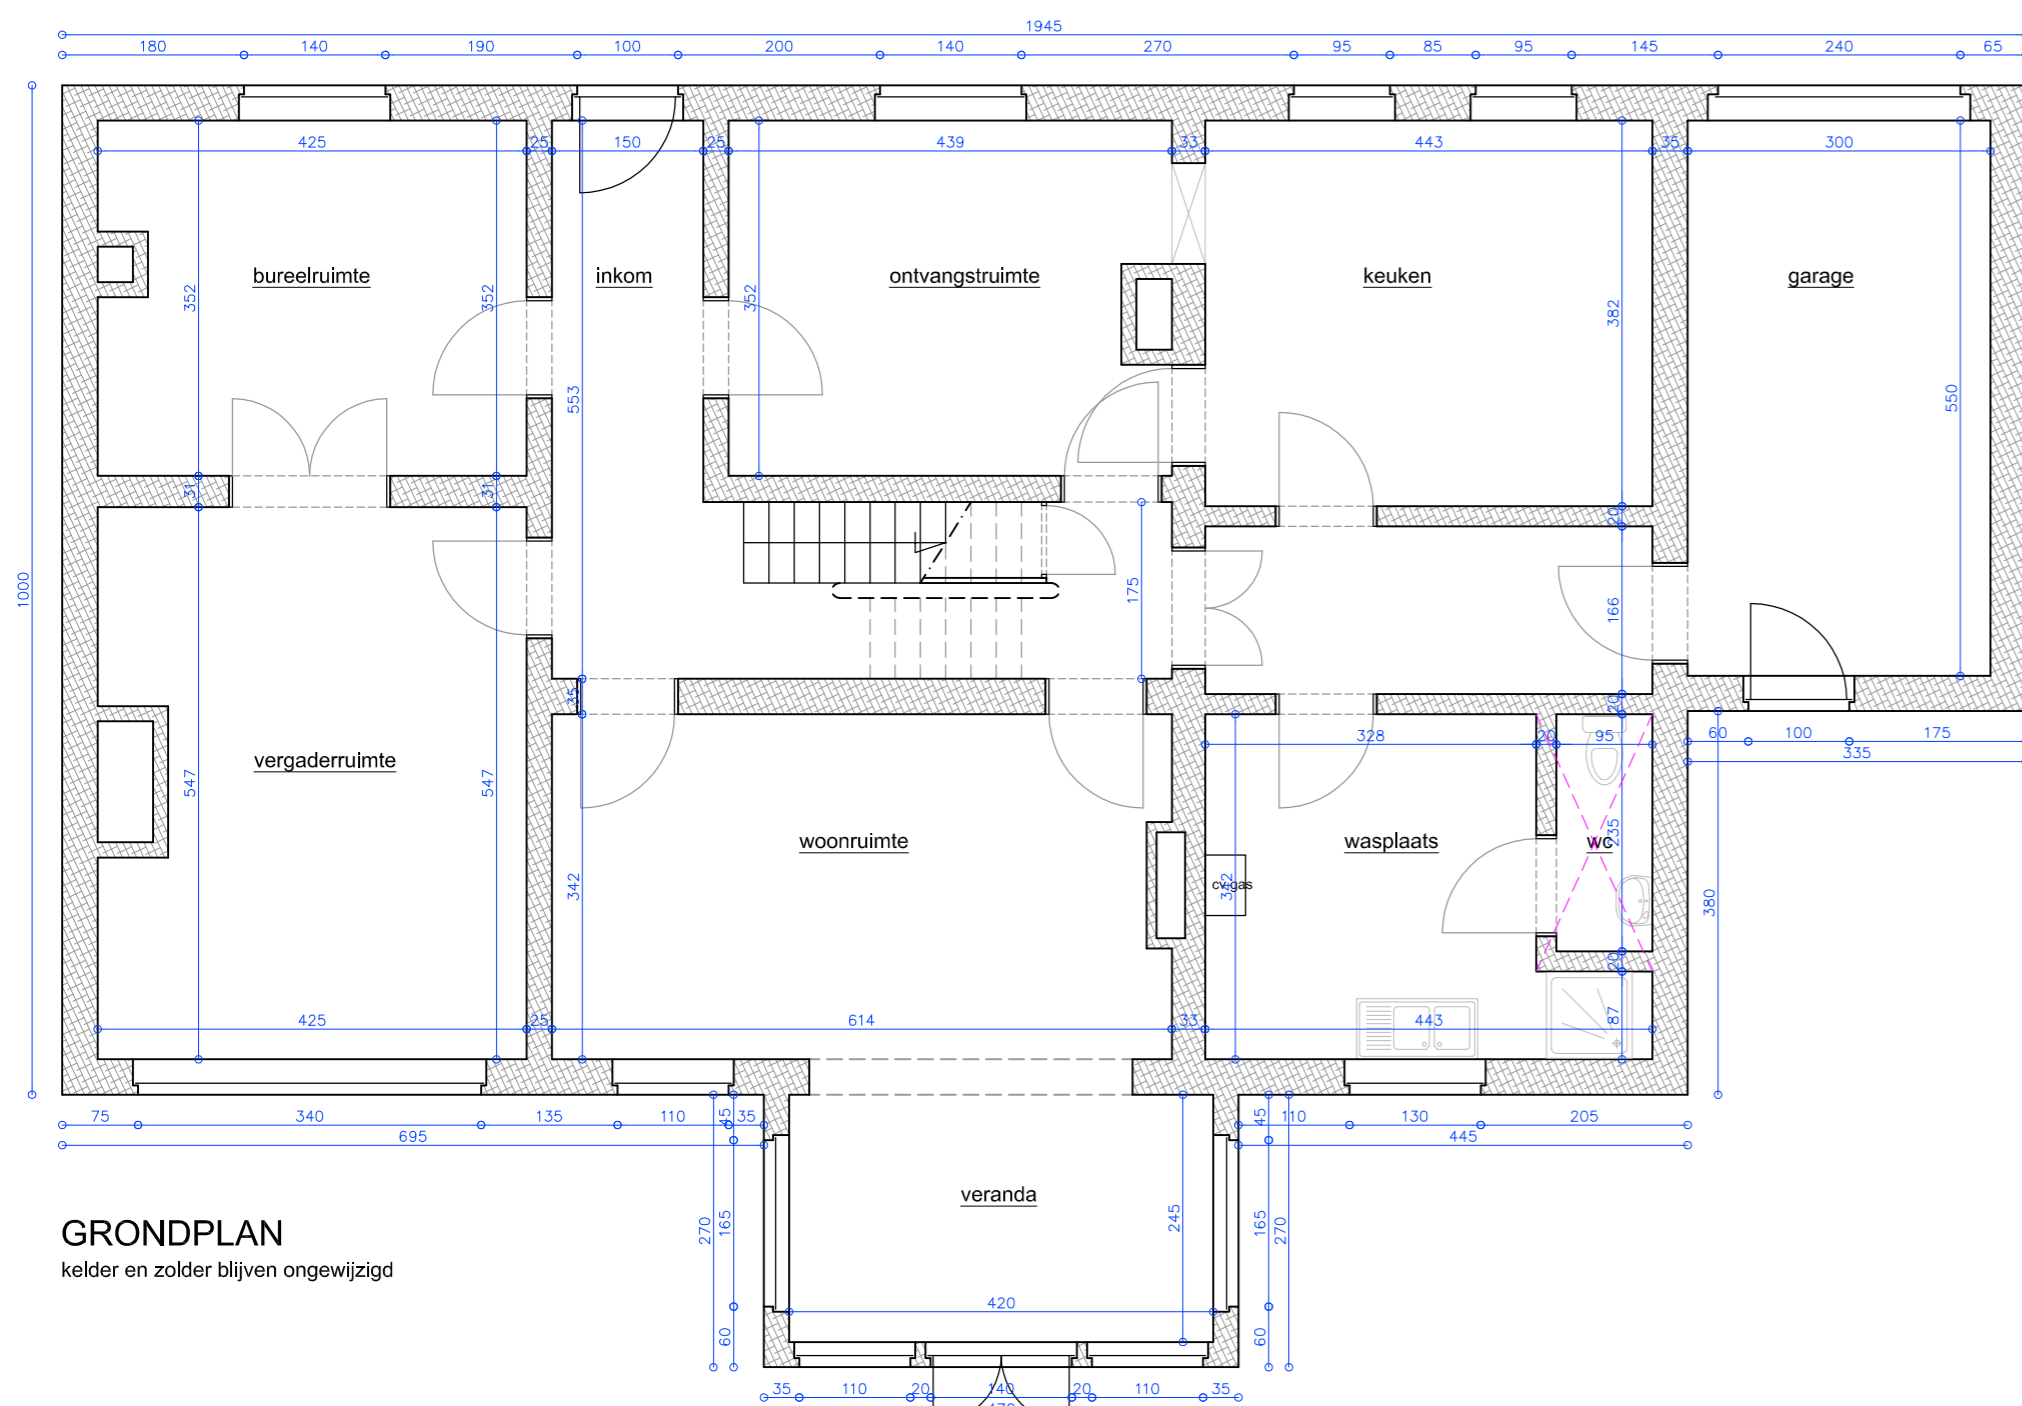 1945
180 140 190 100 200 140 270 95 85 95 145 240 65
425 25 150 25 439 33 443 35 300
bureelruimte inkom ontvangstruimte keuken garage
352 352 352 382
553 550
31 31 20
1000 175 166
35 20
328 20 95 60 100 175
335
vergaderruimte
547 547
woonruimte wasplaats wc
235
342 cv gas 342 380
20
87
425 25 614 33 443
75 340 135 110 35 45 45 110 130 205
695 445
veranda
270 165 245 165 270
GRONDPLAN
kelder en zolder blijven ongewijzigd
420
60 60
35 110 20 140 20 110 35